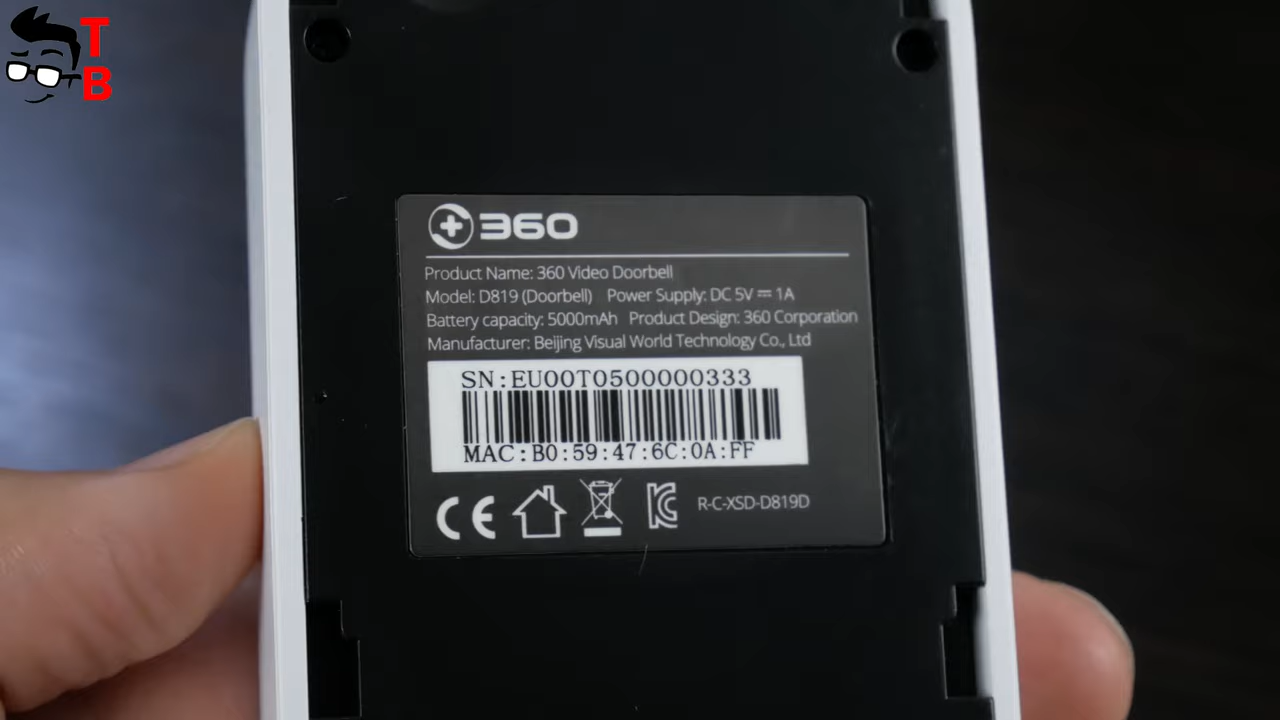 TB
360
Product Name: 360 Video Doorbell
Model: D819 (Doorbell) Power Supply: DC 5V ⎓ 1A
Battery capacity: 5000mAh Product Design: 360 Corporation
Manufacturer: Beijing Visual World Technology Co., Ltd
SN:EU00T0500000333
MAC:B0:59:47:6C:0A:FF
CE R-C-XSD-D819D